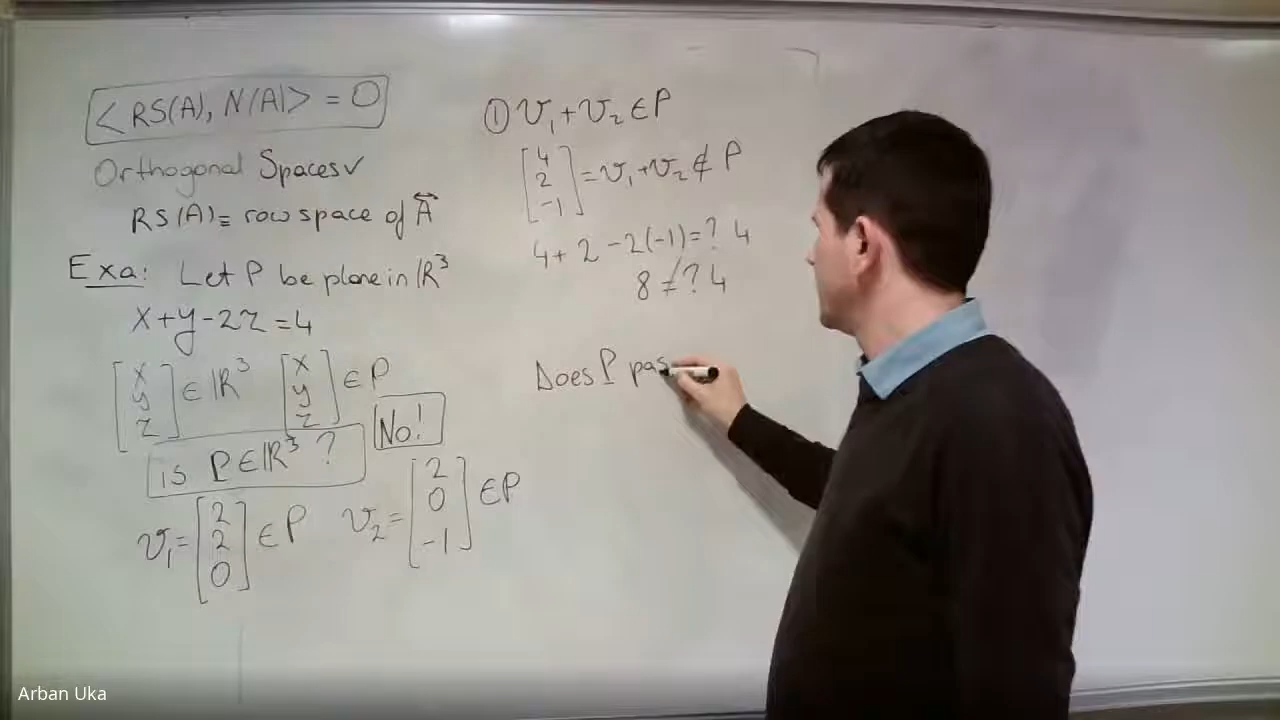 <RS(A), N(A)> = 0
Orthogonal Spaces ✓
RS(A) ≡ row space of A
Exa: Let P be plane in ℝ³
x+y-2z=4
[x y z] ∈ ℝ³ [x y z] ∈ P
is P∈ℝ³ ? No!
v₁=[2 2 0] ∈P v₂=[2 0 -1] ∈P
① v₁+v₂ ∈P
[4 2 -1] = v₁+v₂ ∉ P
4+2-2(-1)=? 4
8≠? 4
Does P pas
Arban Uka